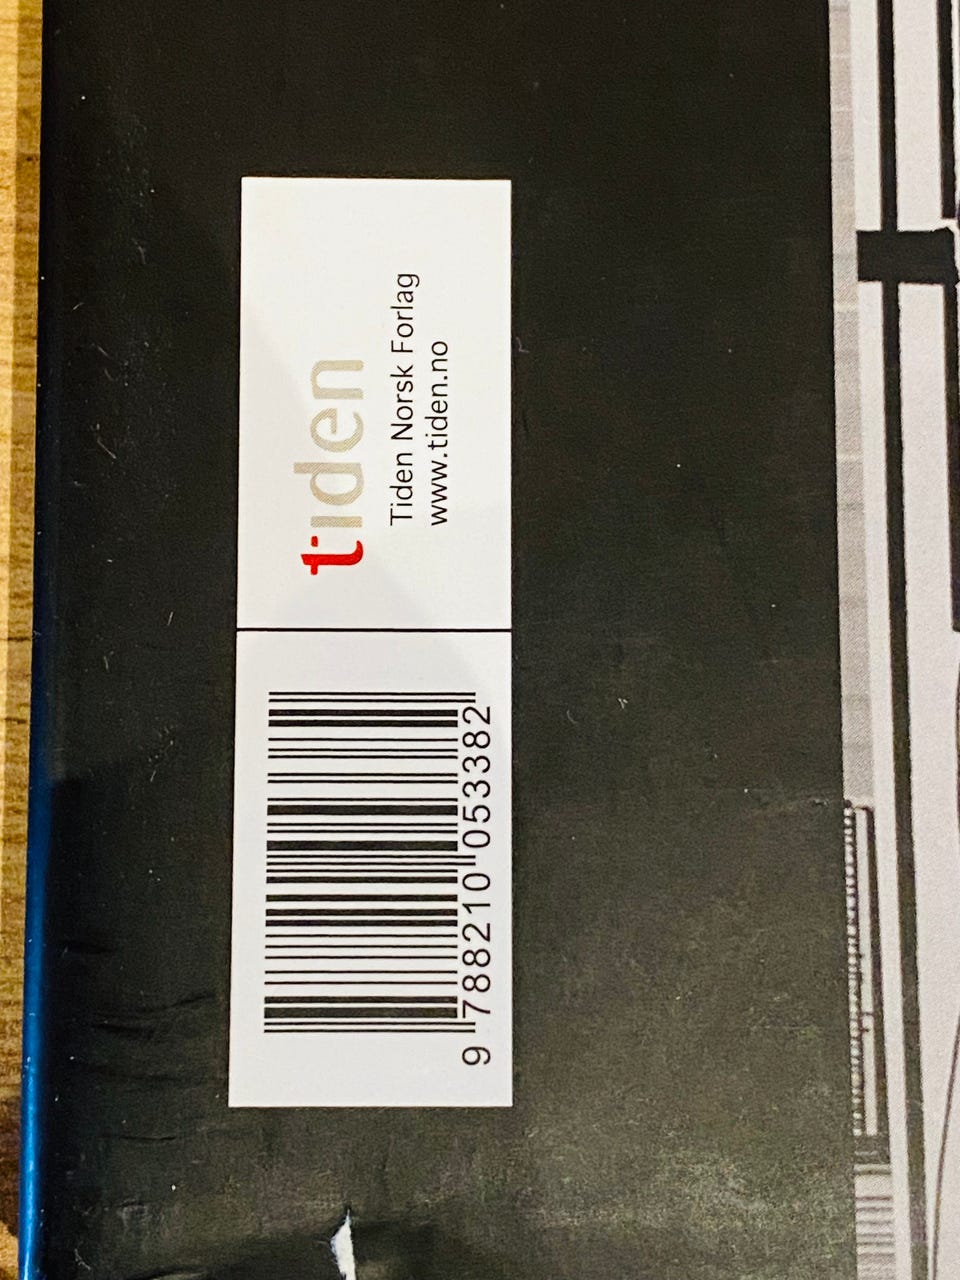 tiden
Tiden Norsk Forlag
www.tiden.no
9 788210 053382